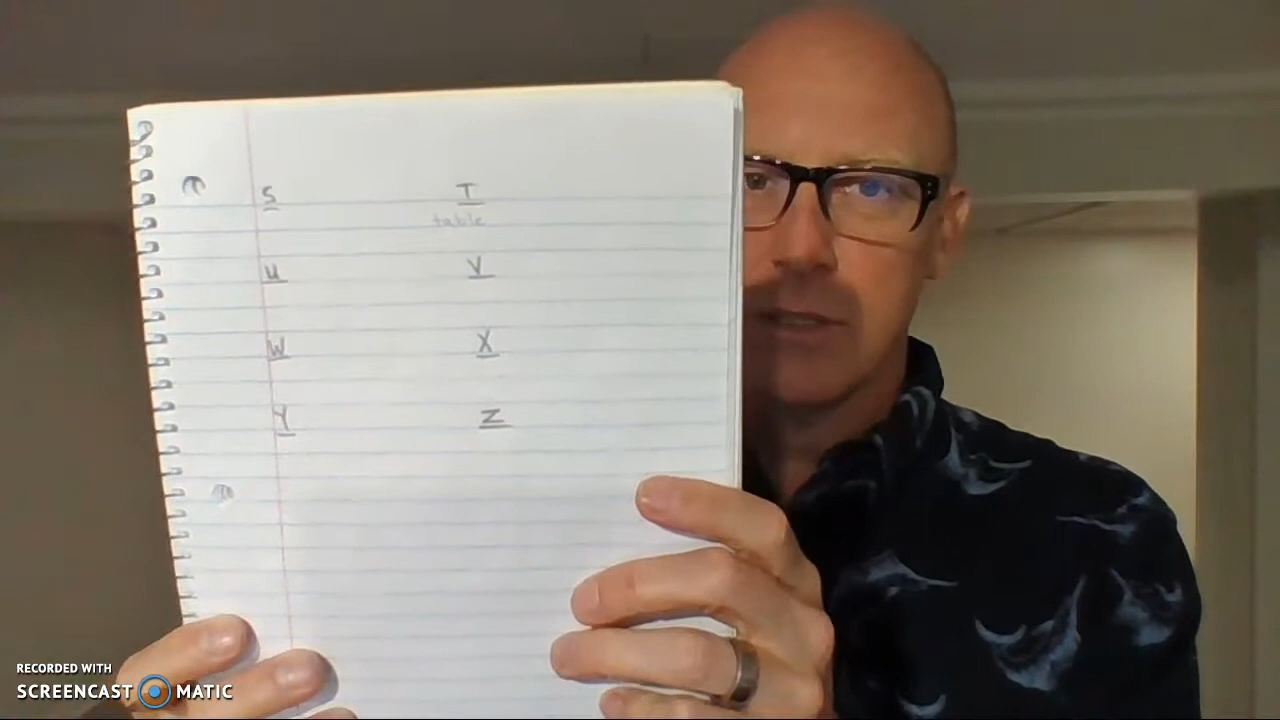 S T
table
U V
W X
Y Z
RECORDED WITH
SCREENCAST MATIC